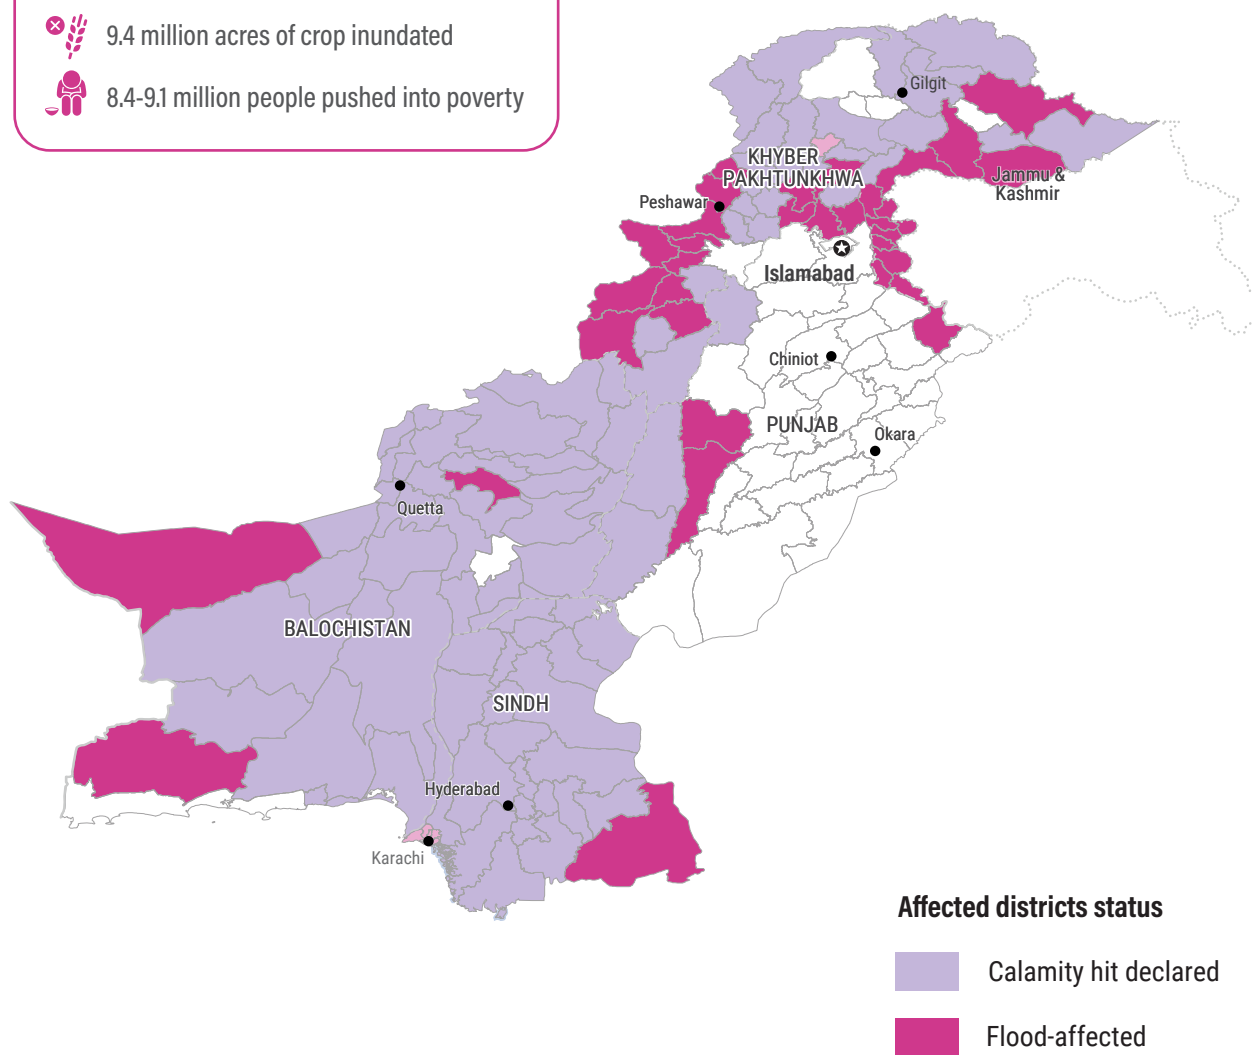 9.4 million acres of crop inundated
8.4-9.1 million people pushed into poverty
Gilgit
KHYBER
PAKHTUNKHWA
Jammu &
Kashmir
Peshawar
Islamabad
Chiniot
PUNJAB
Okara
Quetta
BALOCHISTAN
SINDH
Hyderabad
Karachi
Affected districts status
Calamity hit declared
Flood-affected